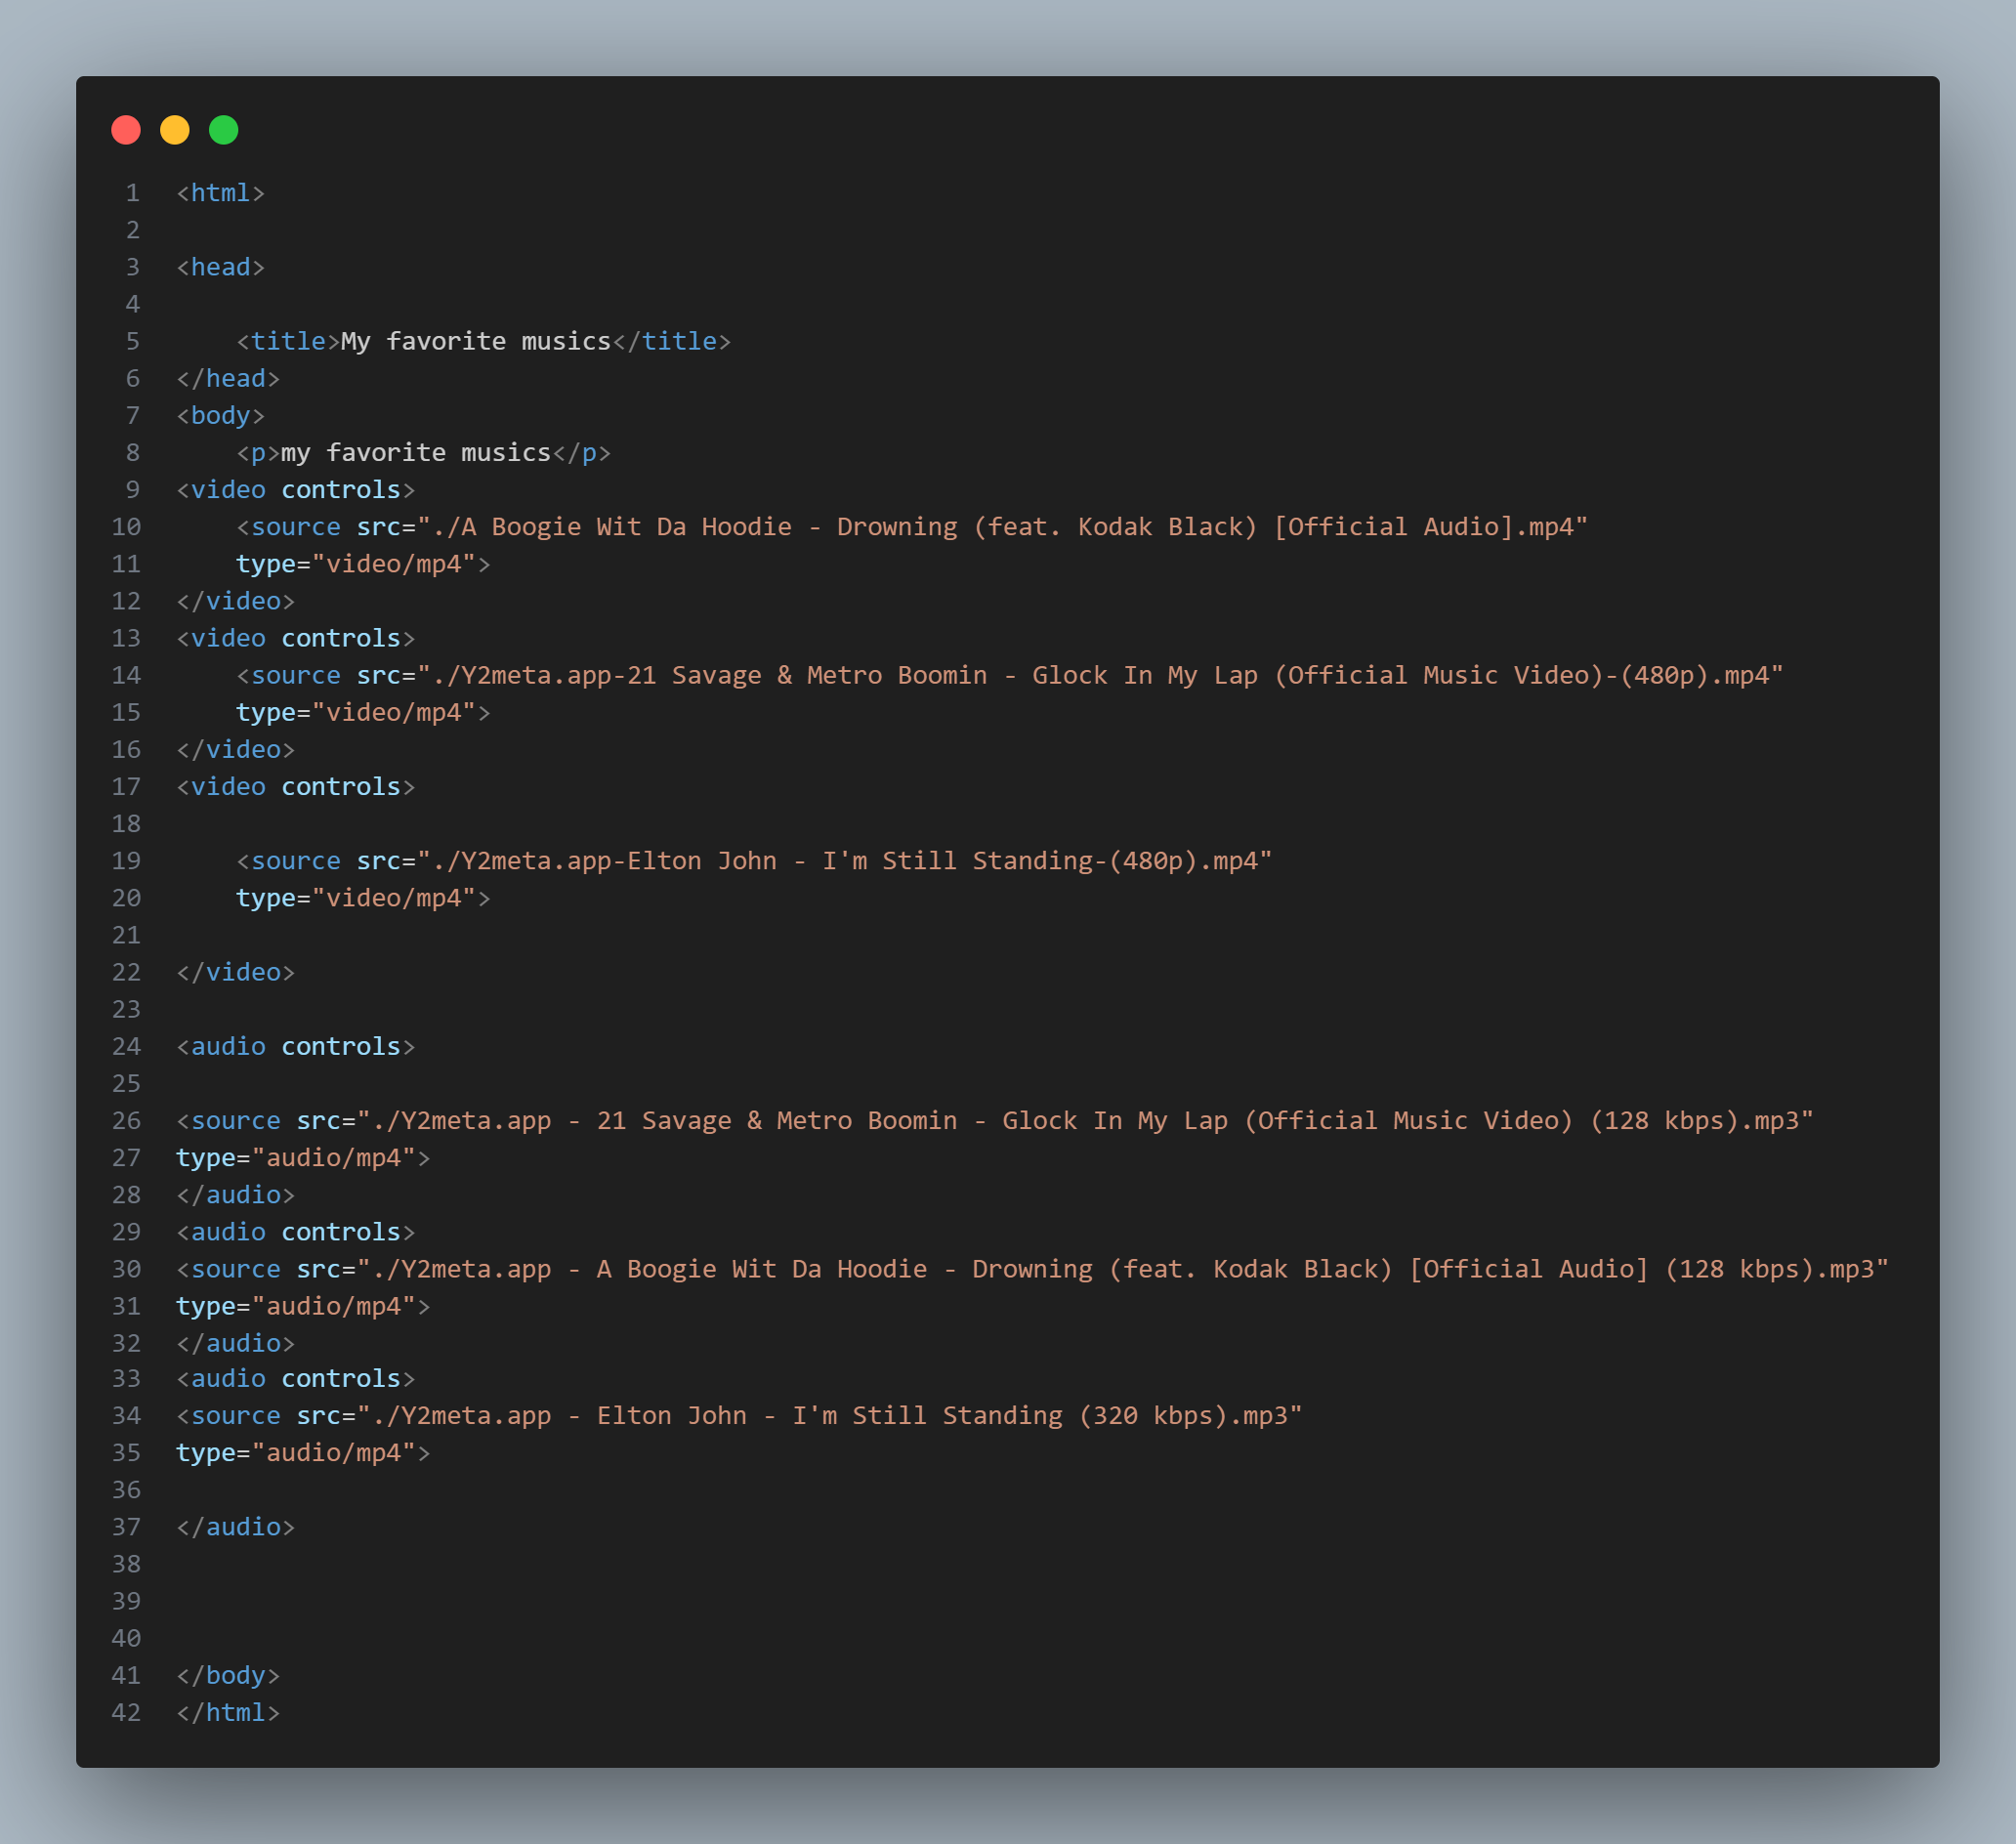 1 <html>
2
3 <head>
4
5     <title>My favorite musics</title>
6 </head>
7 <body>
8     <p>my favorite musics</p>
9 <video controls>
10     <source src="./A Boogie Wit Da Hoodie - Drowning (feat. Kodak Black) [Official Audio].mp4"
11     type="video/mp4">
12 </video>
13 <video controls>
14     <source src="./Y2meta.app-21 Savage & Metro Boomin - Glock In My Lap (Official Music Video)-(480p).mp4"
15     type="video/mp4">
16 </video>
17 <video controls>
18
19     <source src="./Y2meta.app-Elton John - I'm Still Standing-(480p).mp4"
20     type="video/mp4">
21
22 </video>
23
24 <audio controls>
25
26 <source src="./Y2meta.app - 21 Savage & Metro Boomin - Glock In My Lap (Official Music Video) (128 kbps).mp3"
27 type="audio/mp4">
28 </audio>
29 <audio controls>
30 <source src="./Y2meta.app - A Boogie Wit Da Hoodie - Drowning (feat. Kodak Black) [Official Audio] (128 kbps).mp3"
31 type="audio/mp4">
32 </audio>
33 <audio controls>
34 <source src="./Y2meta.app - Elton John - I'm Still Standing (320 kbps).mp3"
35 type="audio/mp4">
36
37 </audio>
38
39
40
41 </body>
42 </html>